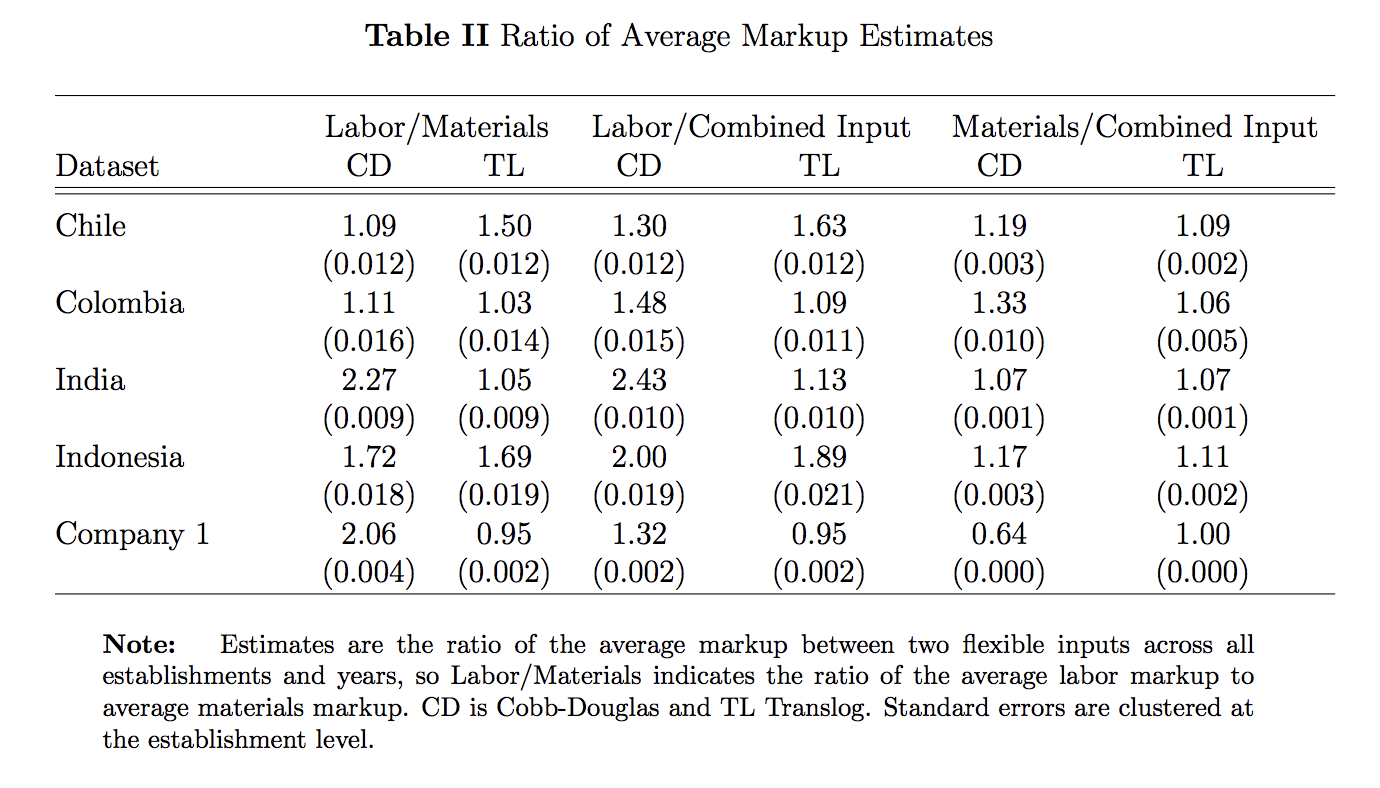 Table II Ratio of Average Markup Estimates
Labor/Materials Labor/Combined Input Materials/Combined Input
Dataset CD TL CD TL CD TL
Chile 1.09 1.50 1.30 1.63 1.19 1.09
(0.012) (0.012) (0.012) (0.012) (0.003) (0.002)
Colombia 1.11 1.03 1.48 1.09 1.33 1.06
(0.016) (0.014) (0.015) (0.011) (0.010) (0.005)
India 2.27 1.05 2.43 1.13 1.07 1.07
(0.009) (0.009) (0.010) (0.010) (0.001) (0.001)
Indonesia 1.72 1.69 2.00 1.89 1.17 1.11
(0.018) (0.019) (0.019) (0.021) (0.003) (0.002)
Company 1 2.06 0.95 1.32 0.95 0.64 1.00
(0.004) (0.002) (0.002) (0.002) (0.000) (0.000)
Note: Estimates are the ratio of the average markup between two flexible inputs across all
establishments and years, so Labor/Materials indicates the ratio of the average labor markup to
average materials markup. CD is Cobb-Douglas and TL Translog. Standard errors are clustered at
the establishment level.